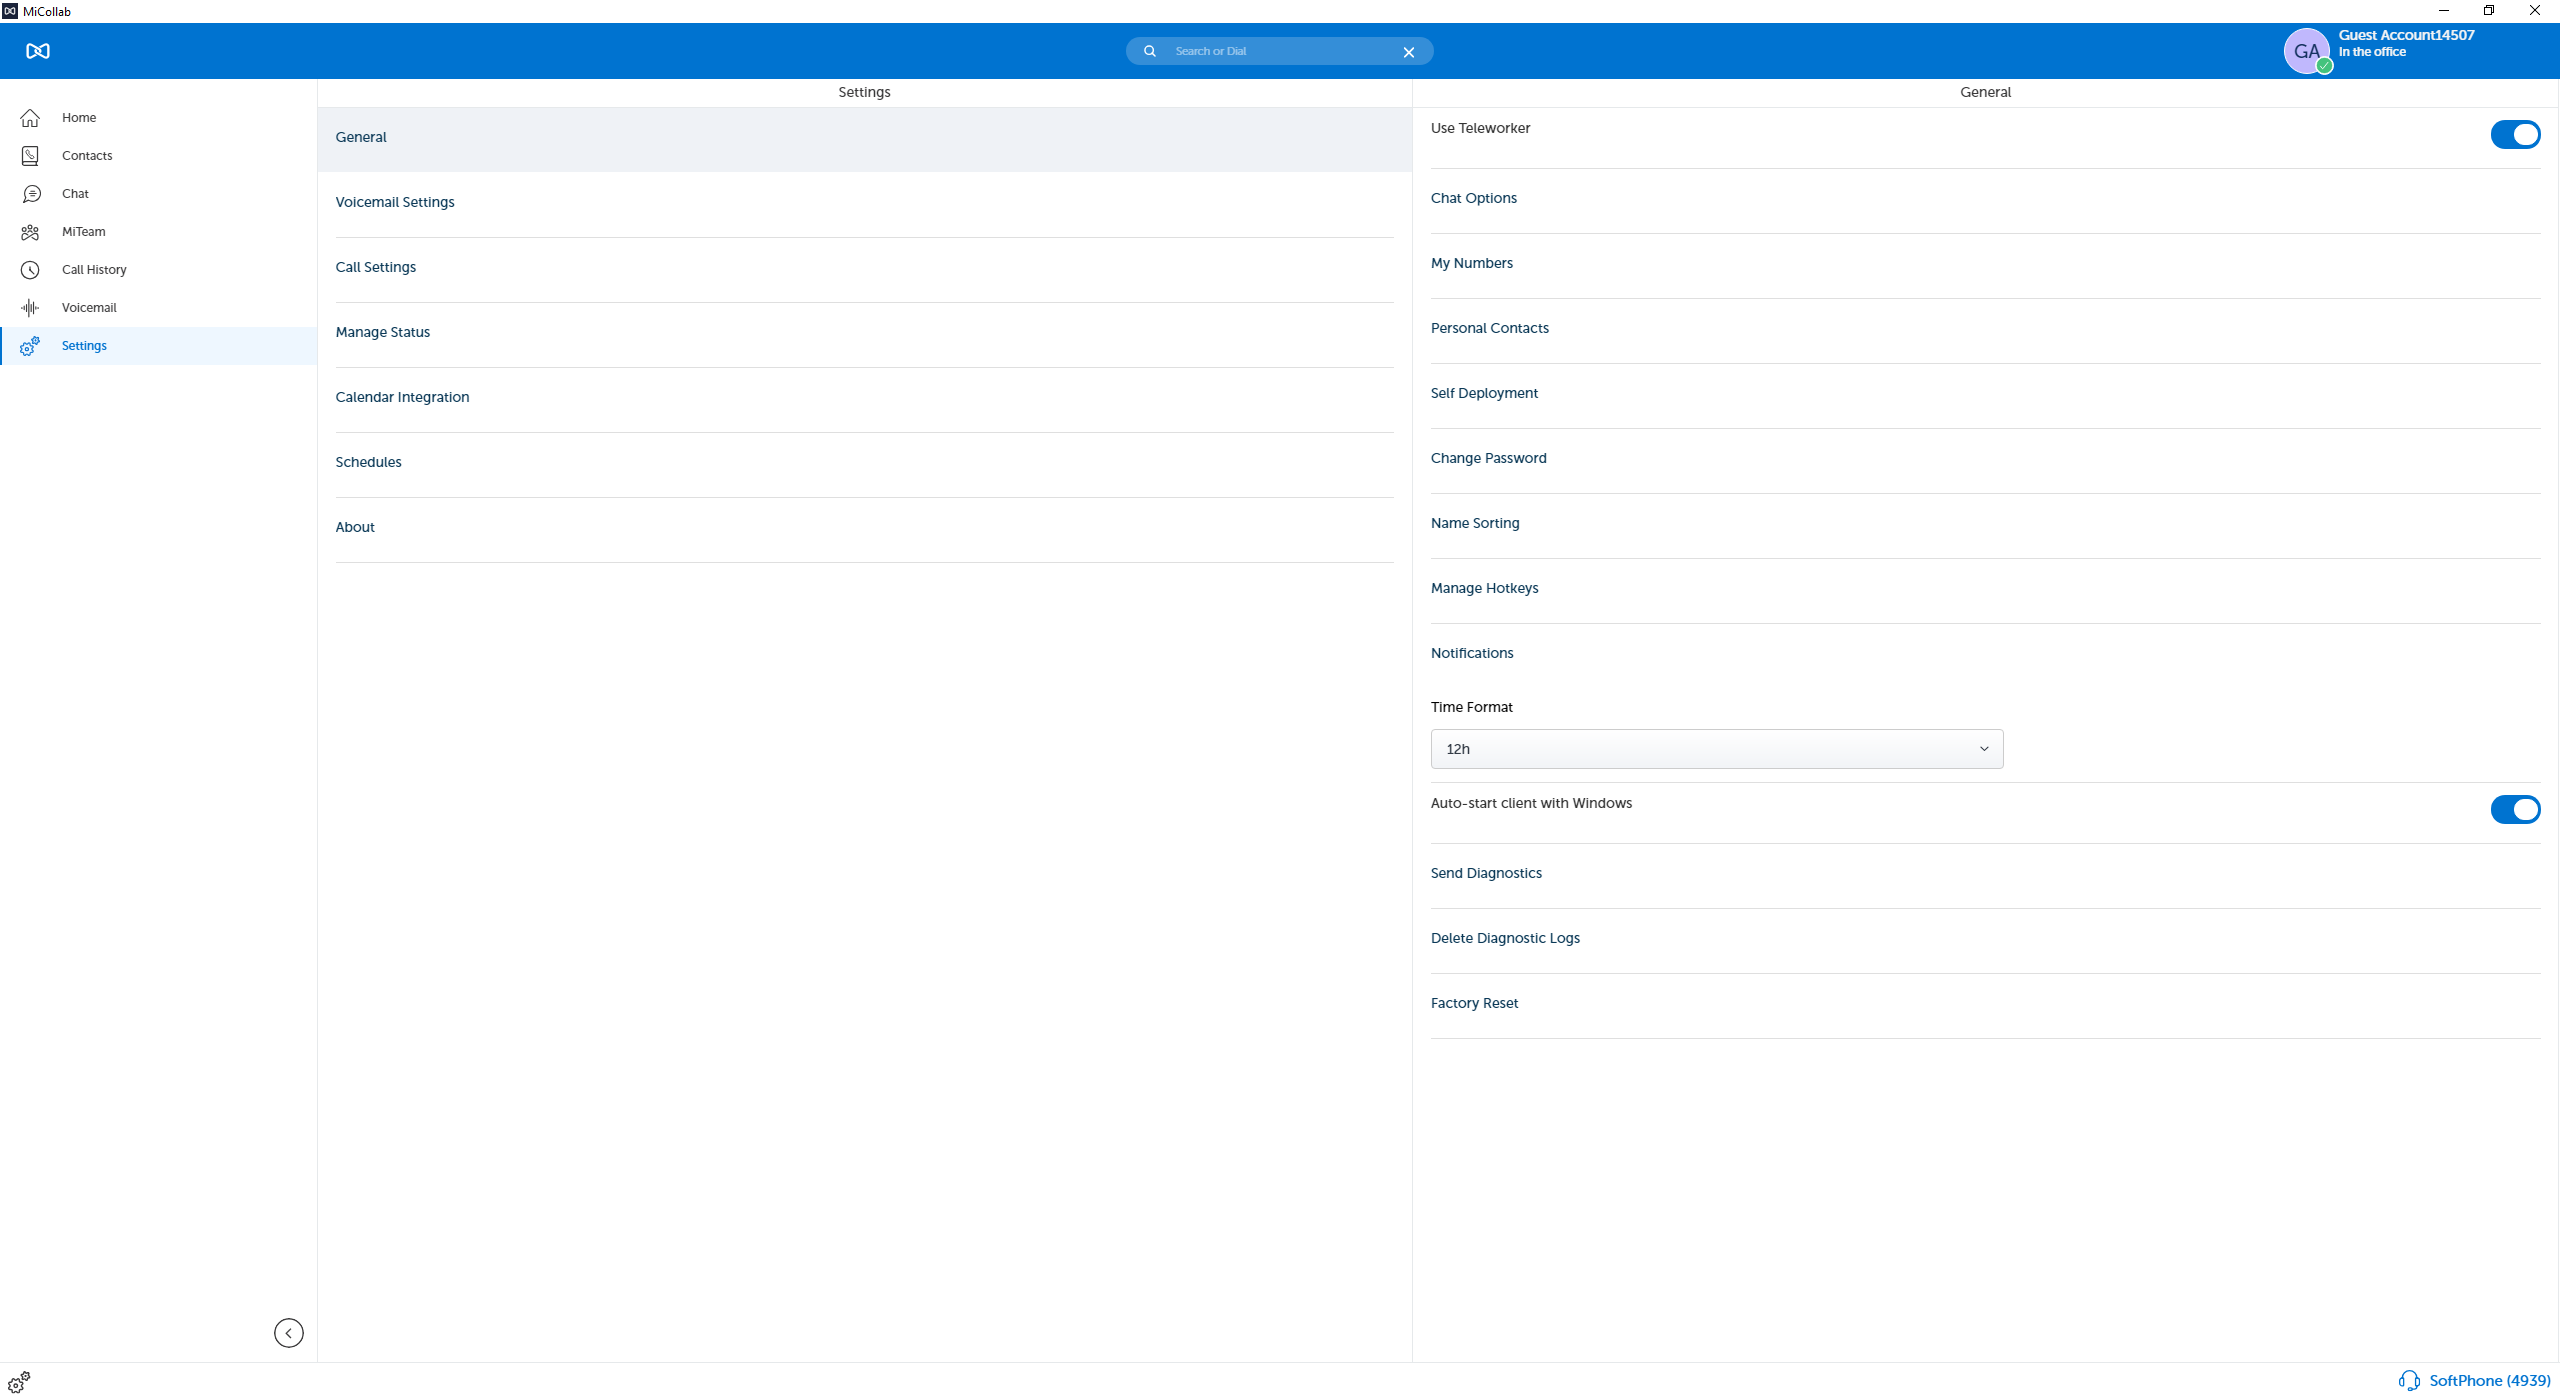 MiCollab
Search or Dial
GA
Guest Account14507
In the office
Home
Contacts
Chat
MiTeam
Call History
Voicemail
Settings
Settings
General
Voicemail Settings
Call Settings
Manage Status
Calendar Integration
Schedules
About
General
Use Teleworker
Chat Options
My Numbers
Personal Contacts
Self Deployment
Change Password
Name Sorting
Manage Hotkeys
Notifications
Time Format
12h
Auto-start client with Windows
Send Diagnostics
Delete Diagnostic Logs
Factory Reset
SoftPhone (4939)